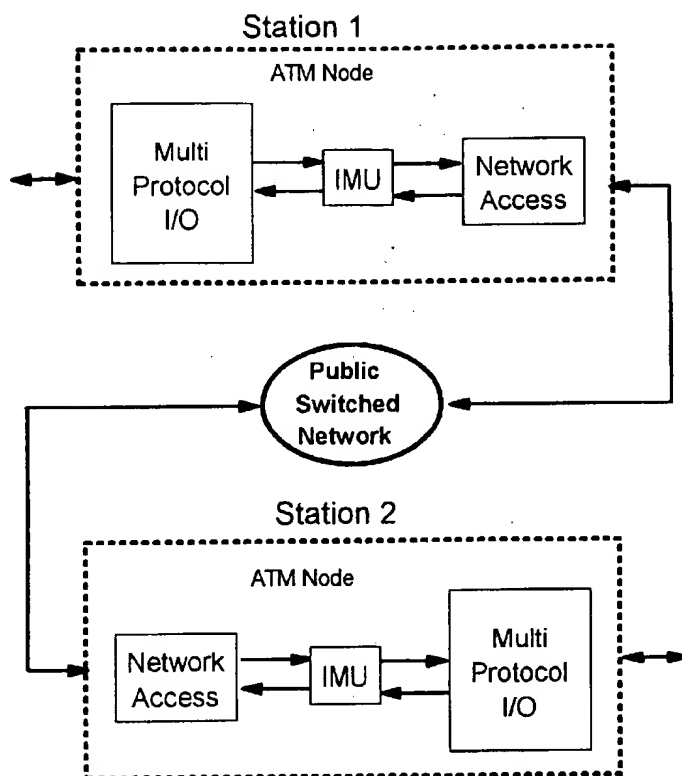 Station 1
ATM Node
Multi
Protocol
I/O
IMU
Network
Access
Public
Switched
Network
Station 2
ATM Node
Network
Access
IMU
Multi
Protocol
I/O